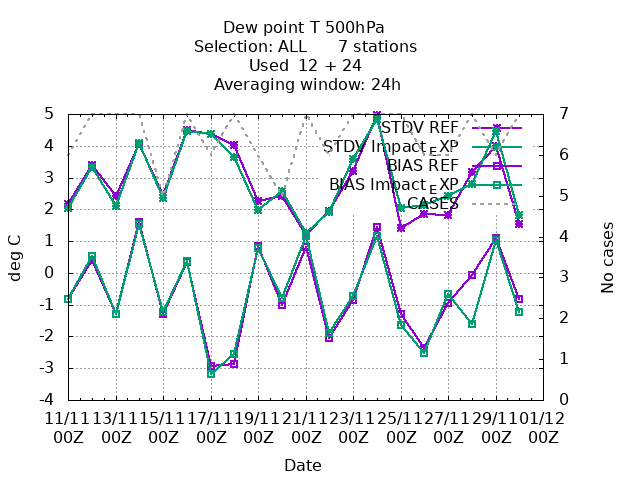 Dew point T 500hPa
Selection: ALL      7 stations
Used  12 + 24
Averaging window: 24h
STDV REF
STDV Impact_EXP
BIAS REF
BIAS Impact_EXP
CASES
5
4
3
2
1
0
-1
-2
-3
-4
7
6
5
4
3
2
1
0
deg C
No cases
11/11 13/11 15/11 17/11 19/11 21/11 23/11 25/11 27/11 29/11 01/12
00Z 00Z 00Z 00Z 00Z 00Z 00Z 00Z 00Z 00Z 00Z
Date